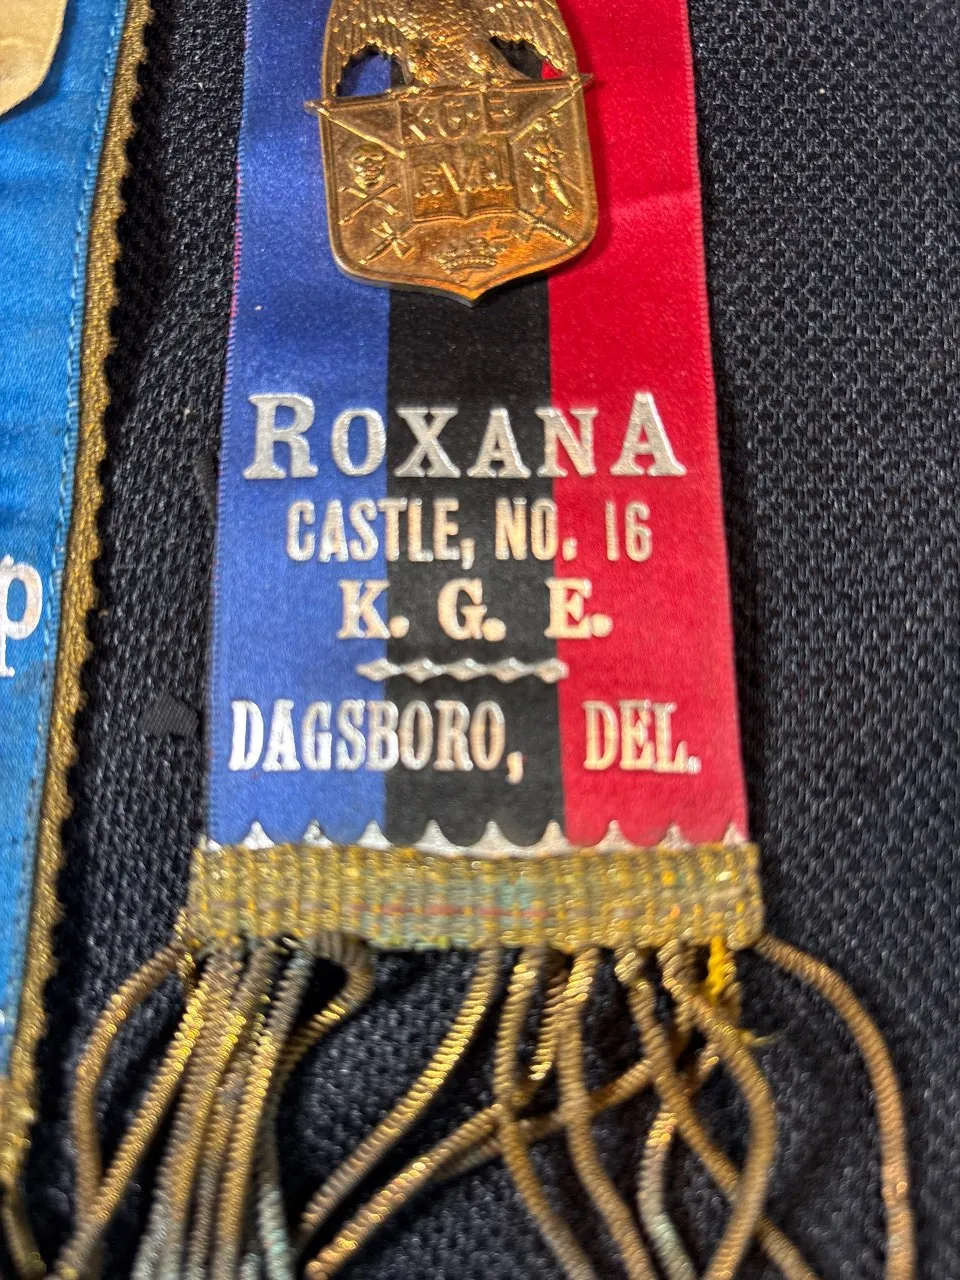 K·G·E
F.V.U.
ROXANA
CASTLE, NO. 16
K. G. E.
DAGSBORO, DEL.
p